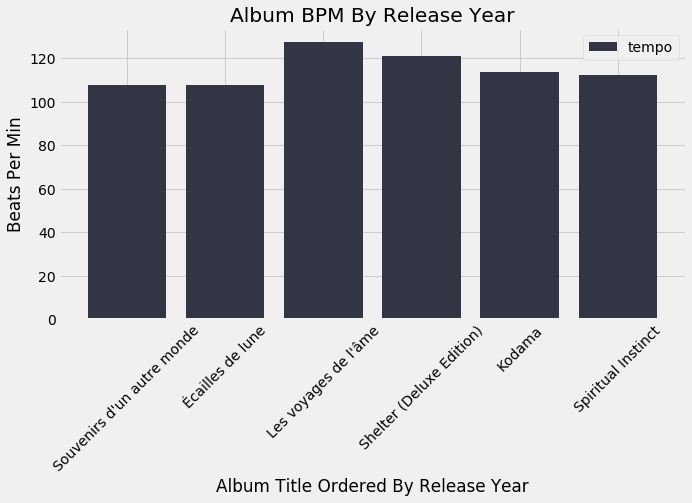 Album BPM By Release Year
tempo
Beats Per Min
120
100
80
60
40
20
0
Souvenirs d'un autre monde
Écailles de lune
Les voyages de l'âme
Shelter (Deluxe Edition)
Kodama
Spiritual Instinct
Album Title Ordered By Release Year